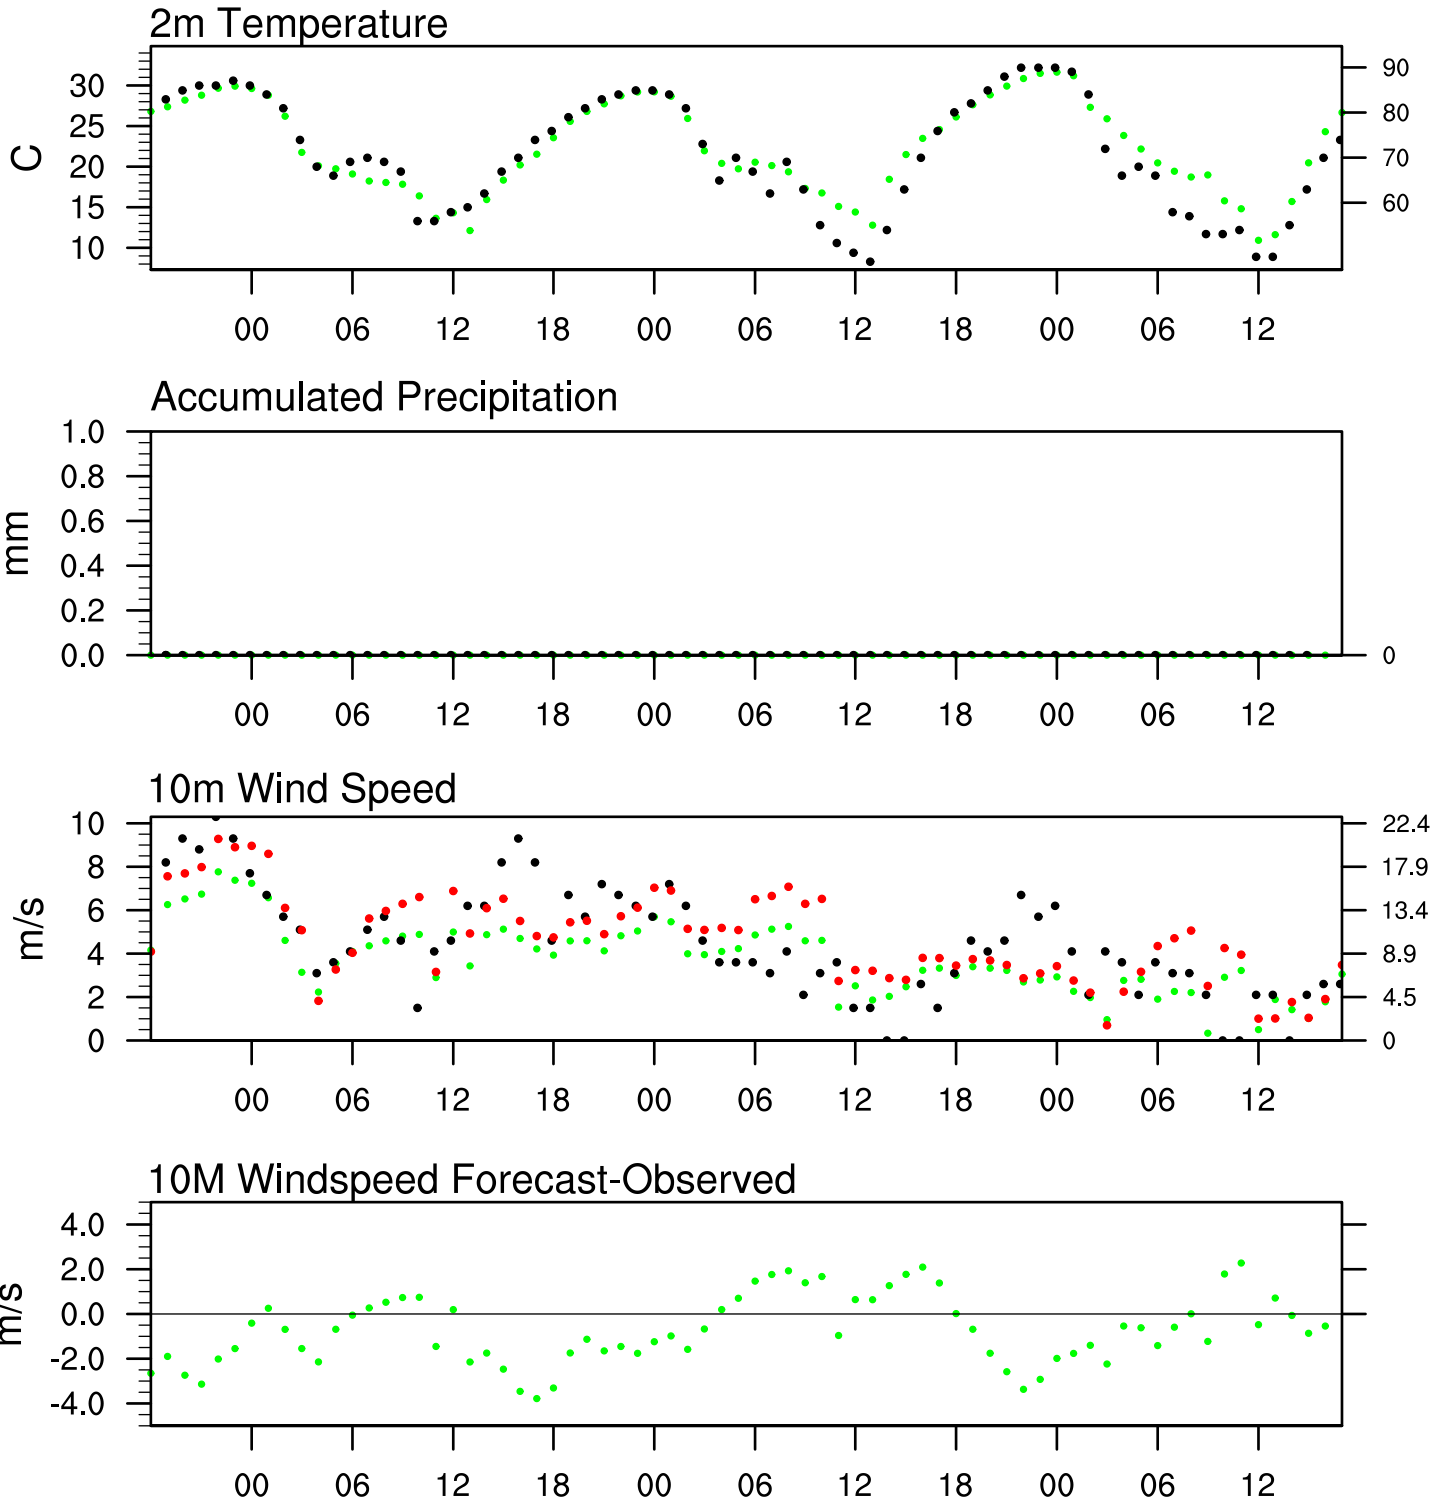 2m Temperature
30
25
20
15
10
C
90
80
70
60
00 06 12 18 00 06 12 18 00 06 12
Accumulated Precipitation
1.0
0.8
0.6
0.4
0.2
0.0
mm
0
00 06 12 18 00 06 12 18 00 06 12
10m Wind Speed
10
8
6
4
2
0
m/s
22.4
17.9
13.4
8.9
4.5
0
00 06 12 18 00 06 12 18 00 06 12
10M Windspeed Forecast-Observed
4.0
2.0
0.0
-2.0
-4.0
m/s
00 06 12 18 00 06 12 18 00 06 12